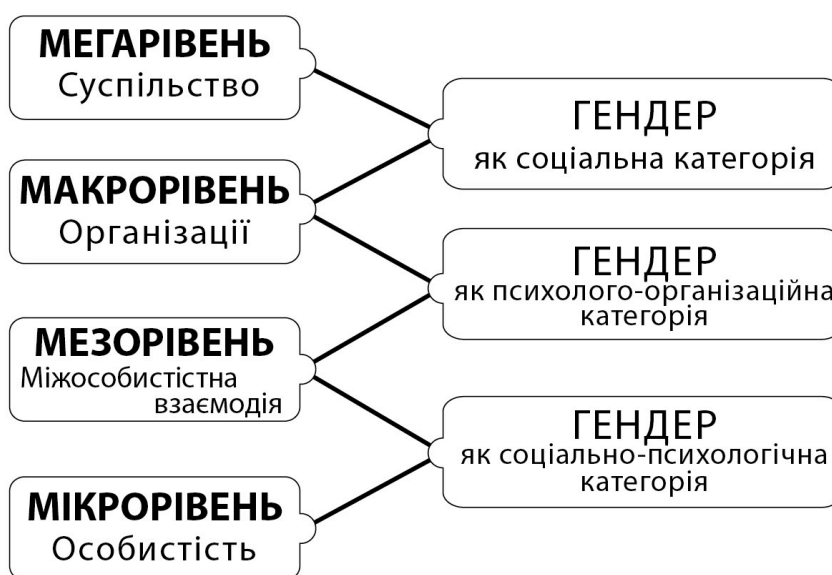 МЕГАРІВЕНЬ
Суспільство
МАКРОРІВЕНЬ
Організації
МЕЗОРІВЕНЬ
Міжособистістна
взаємодія
МІКРОРІВЕНЬ
Особистість
ГЕНДЕР
як соціальна категорія
ГЕНДЕР
як психолого-організаційна
категорія
ГЕНДЕР
як соціально-психологічна
категорія